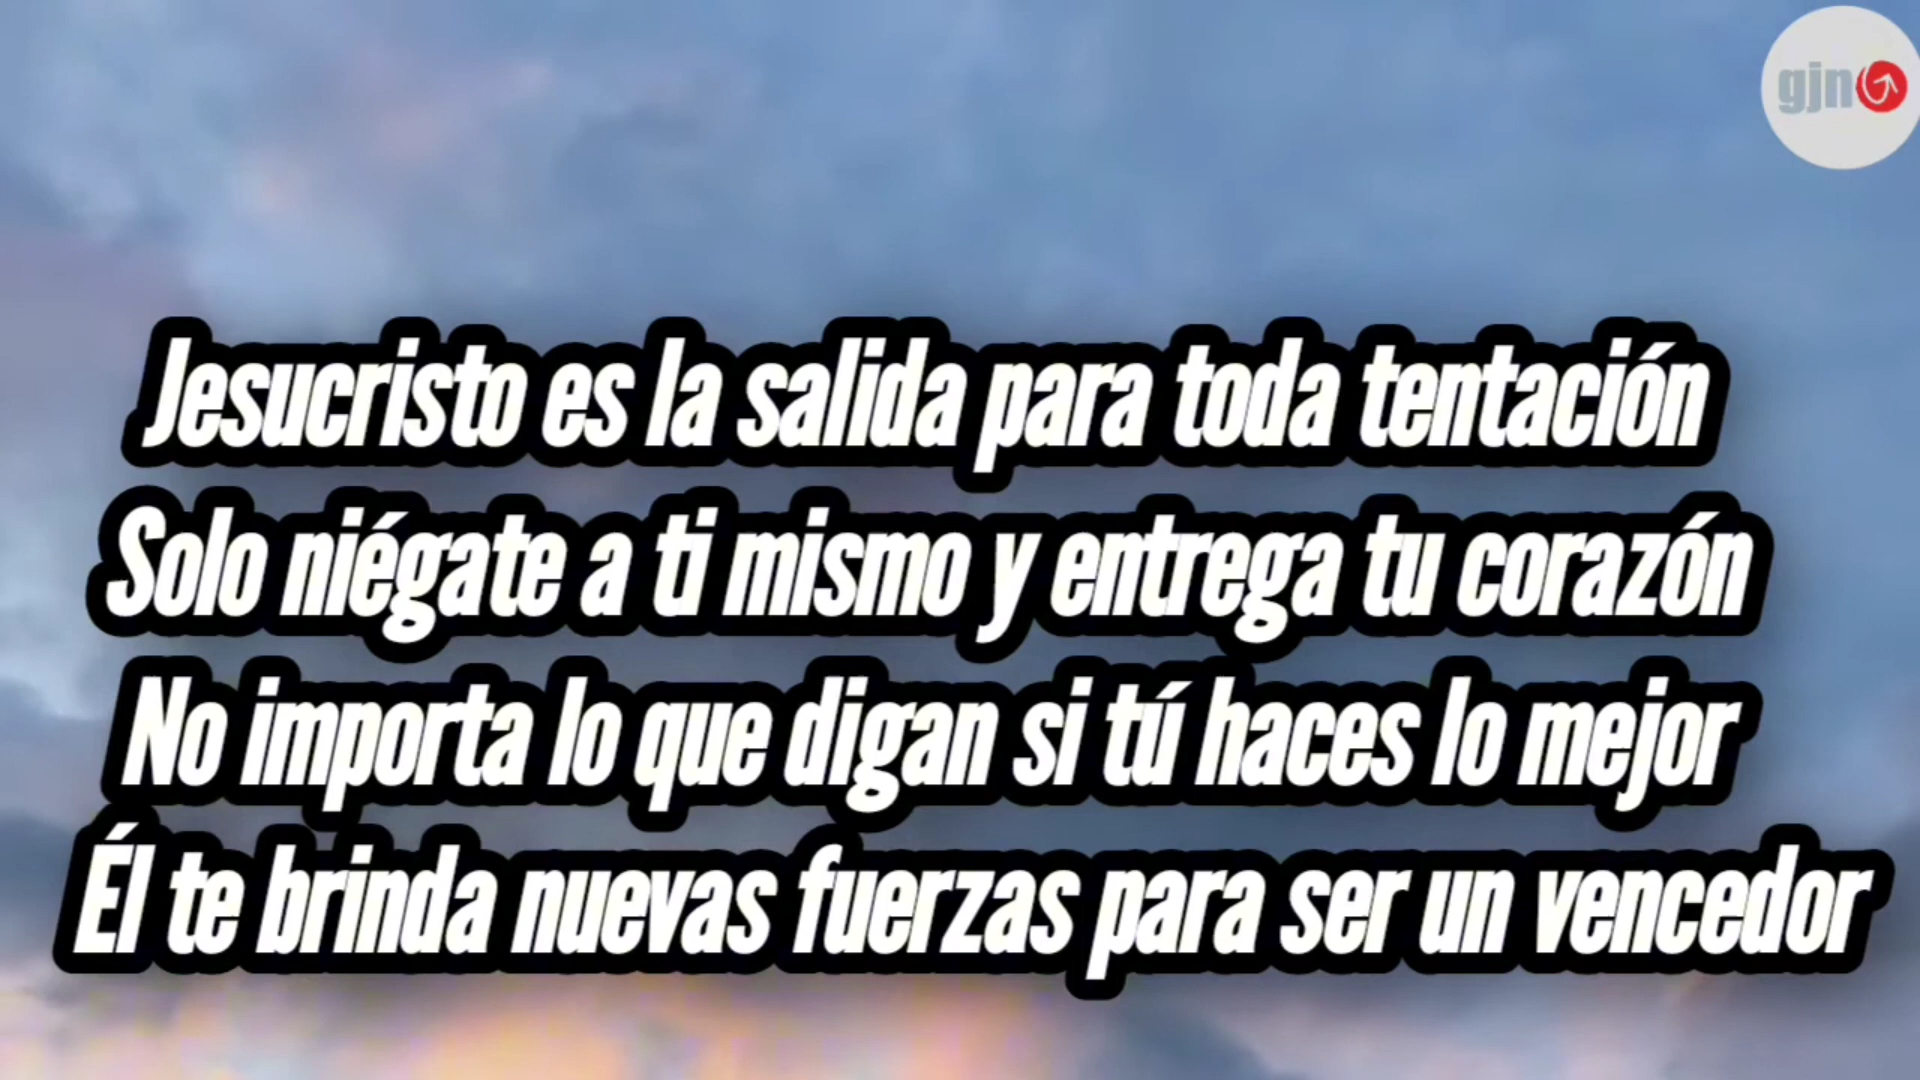 gjn
Jesucristo es la salida para toda tentación
Solo niégate a ti mismo y entrega tu corazón
No importa lo que digan si tú haces lo mejor
Él te brinda nuevas fuerzas para ser un vencedor